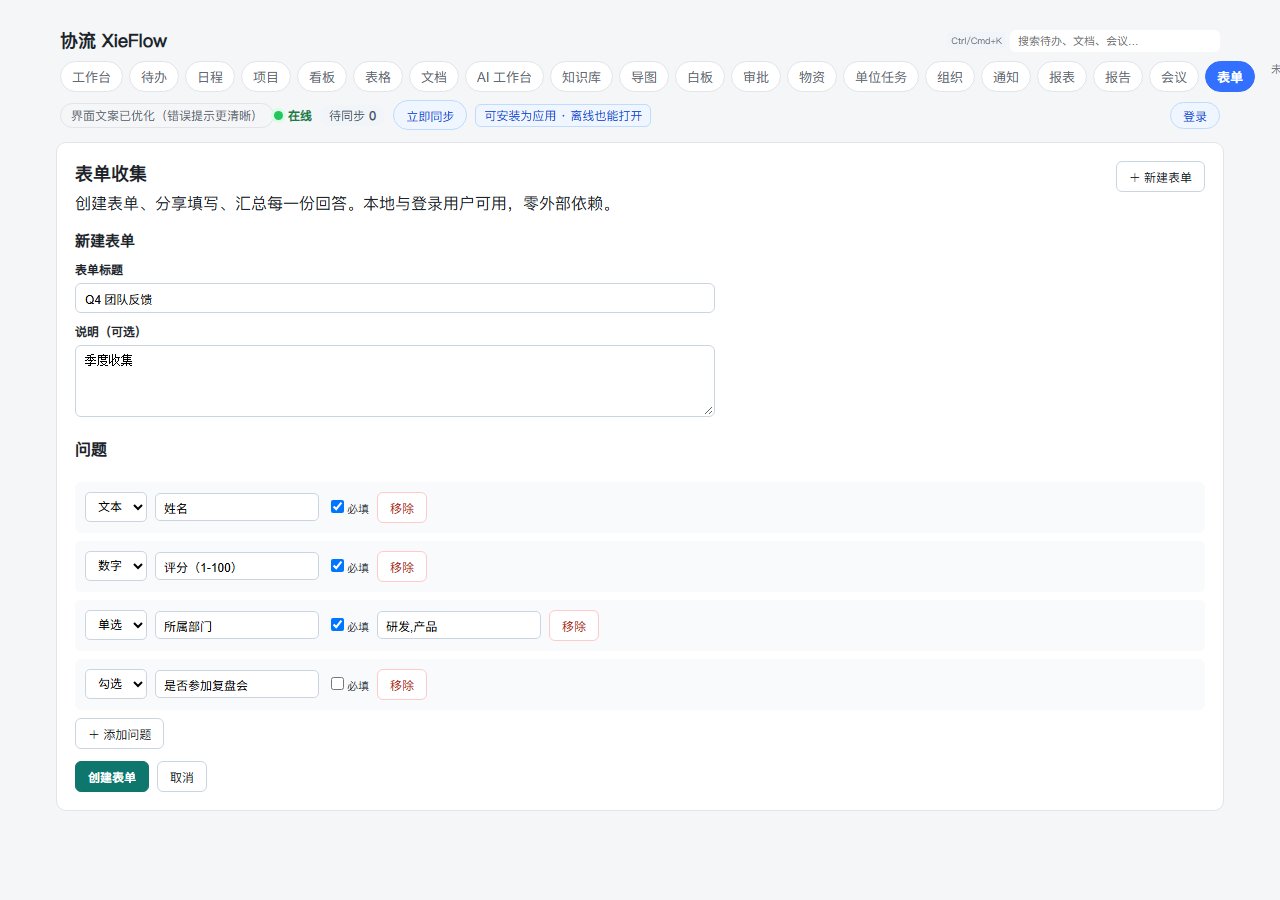 协流 XieFlow
Ctrl/Cmd+K 搜索待办、文档、会议…
工作台 待办 日程 项目 看板 表格 文档 AI 工作台 知识库 导图 白板 审批 物资 单位任务 组织 通知 报表 报告 会议 表单 未
界面文案已优化（错误提示更清晰） 在线 待同步 0 立即同步 可安装为应用 · 离线也能打开 登录
表单收集
＋ 新建表单
创建表单、分享填写、汇总每一份回答。本地与登录用户可用，零外部依赖。
新建表单
表单标题
Q4 团队反馈
说明（可选）
季度收集
问题
文本 姓名 必填 移除
数字 评分（1-100） 必填 移除
单选 所属部门 必填 研发,产品 移除
勾选 是否参加复盘会 必填 移除
＋ 添加问题
创建表单 取消